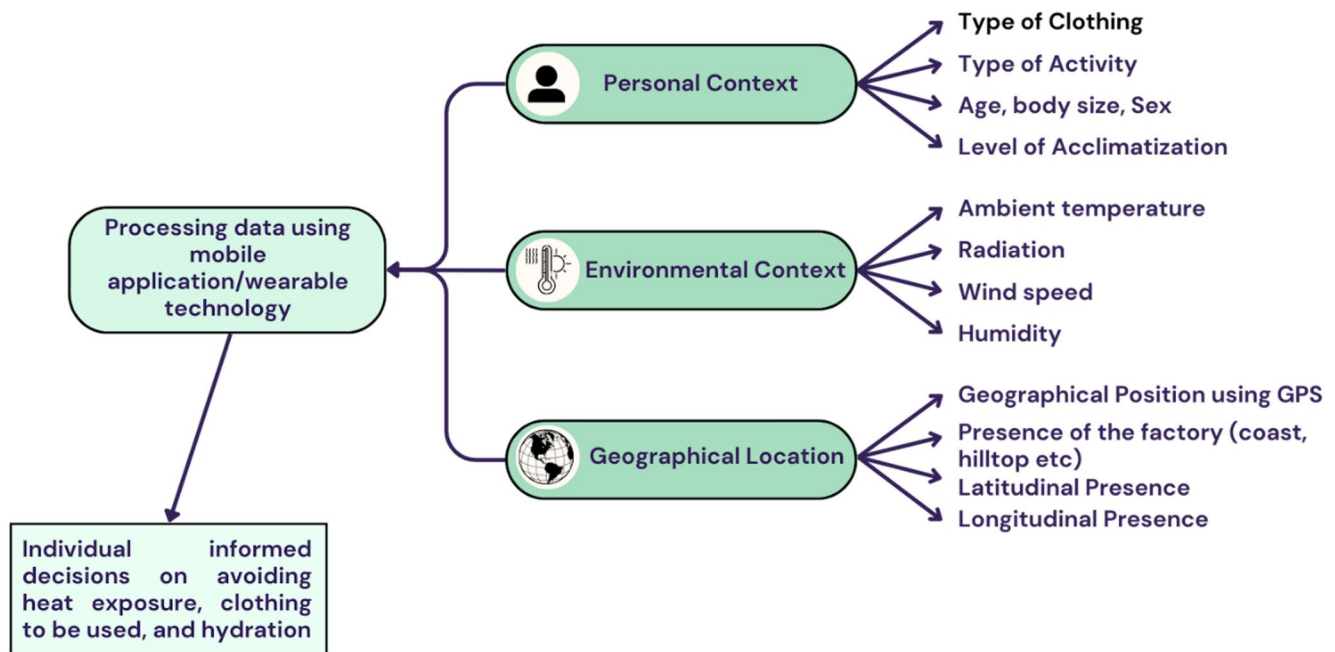 Type of Clothing
Personal Context
Type of Activity
Age, body size, Sex
Level of Acclimatization
Processing data using
mobile
application/wearable
technology
Ambient temperature
Environmental Context
Radiation
Wind speed
Humidity
Geographical Location
Geographical Position using GPS
Presence of the factory (coast,
hilltop etc)
Latitudinal Presence
Longitudinal Presence
Individual informed
decisions on avoiding
heat exposure, clothing
to be used, and hydration